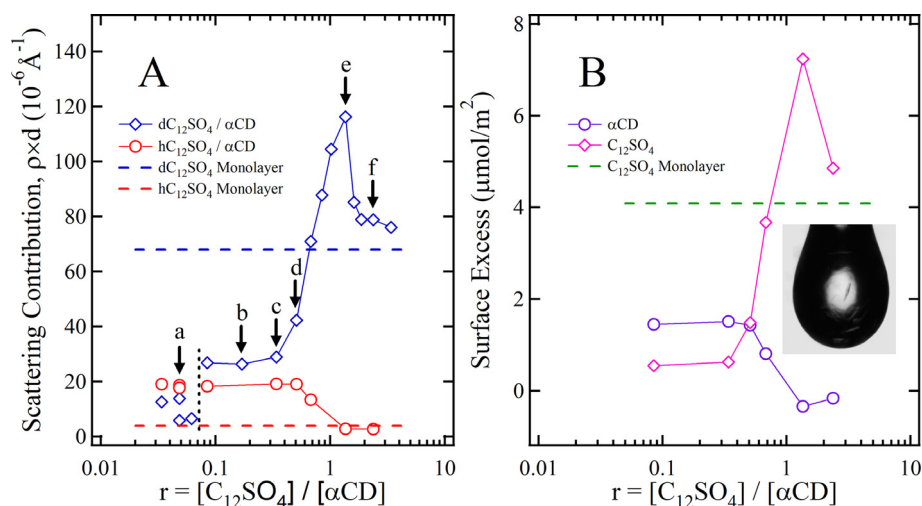 A
Scattering Contribution, ρ×d (10⁻⁶ Å⁻¹)
140
120
100
80
60
40
20
0
dC₁₂SO₄ / αCD
hC₁₂SO₄ / αCD
dC₁₂SO₄ Monolayer
hC₁₂SO₄ Monolayer
a
b
c
d
e
f
0.01
0.1
1
10
r = [C₁₂SO₄] / [αCD]
B
Surface Excess (μmol/m²)
8
6
4
2
0
αCD
C₁₂SO₄
C₁₂SO₄ Monolayer
0.01
0.1
1
10
r = [C₁₂SO₄] / [αCD]